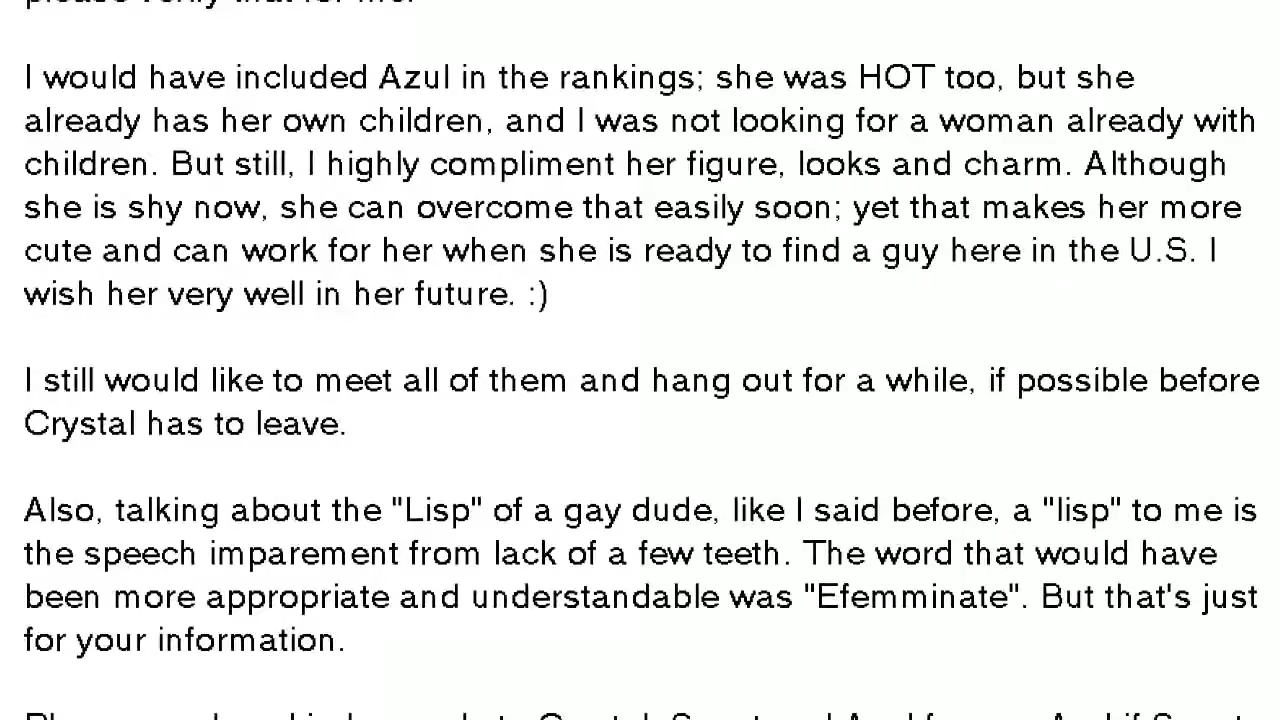 please verify that for me.
I would have included Azul in the rankings; she was HOT too, but she
already has her own children, and I was not looking for a woman already with
children. But still, I highly compliment her figure, looks and charm. Although
she is shy now, she can overcome that easily soon; yet that makes her more
cute and can work for her when she is ready to find a guy here in the U.S. I
wish her very well in her future. :)
I still would like to meet all of them and hang out for a while, if possible before
Crystal has to leave.
Also, talking about the "Lisp" of a gay dude, like I said before, a "lisp" to me is
the speech imparement from lack of a few teeth. The word that would have
been more appropriate and understandable was "Efemminate". But that's just
for your information.